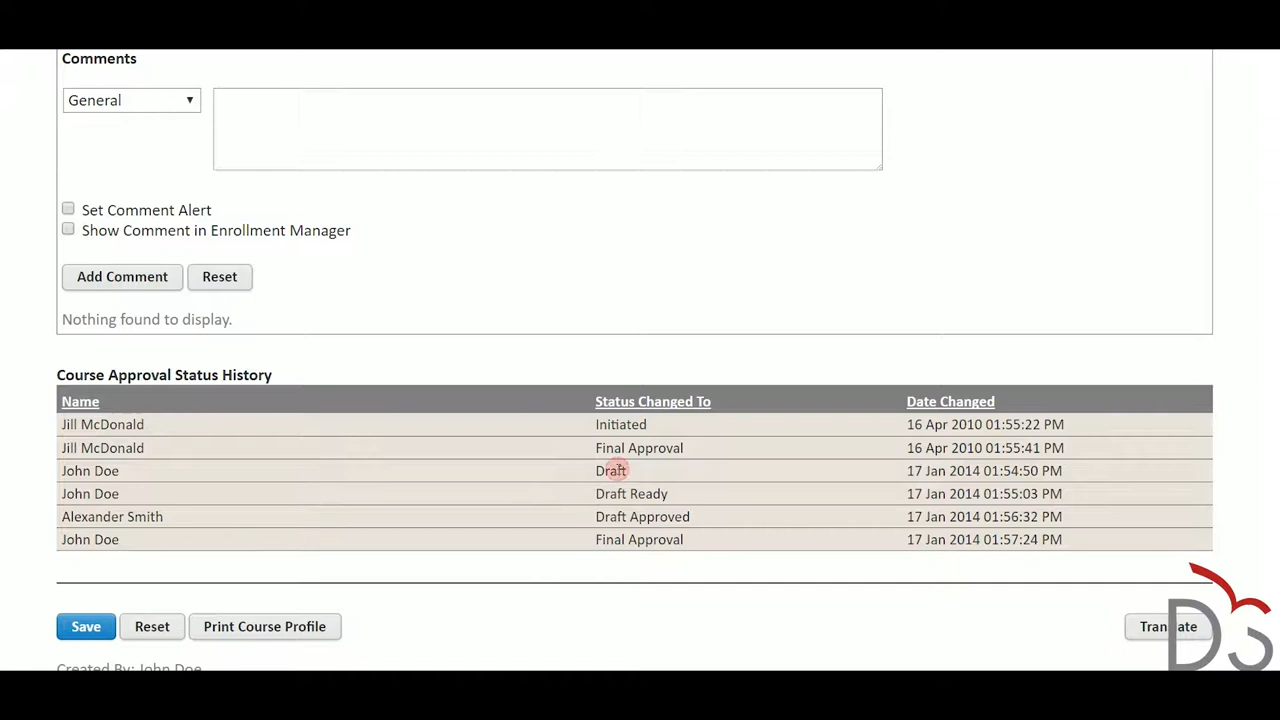 Comments
General
Set Comment Alert
Show Comment in Enrollment Manager
Add Comment Reset
Nothing found to display.
Course Approval Status History
Name Status Changed To Date Changed
Jill McDonald Initiated 16 Apr 2010 01:55:22 PM
Jill McDonald Final Approval 16 Apr 2010 01:55:41 PM
John Doe Draft 17 Jan 2014 01:54:50 PM
John Doe Draft Ready 17 Jan 2014 01:55:03 PM
Alexander Smith Draft Approved 17 Jan 2014 01:56:32 PM
John Doe Final Approval 17 Jan 2014 01:57:24 PM
Save Reset Print Course Profile Translate
Created By: John Doe